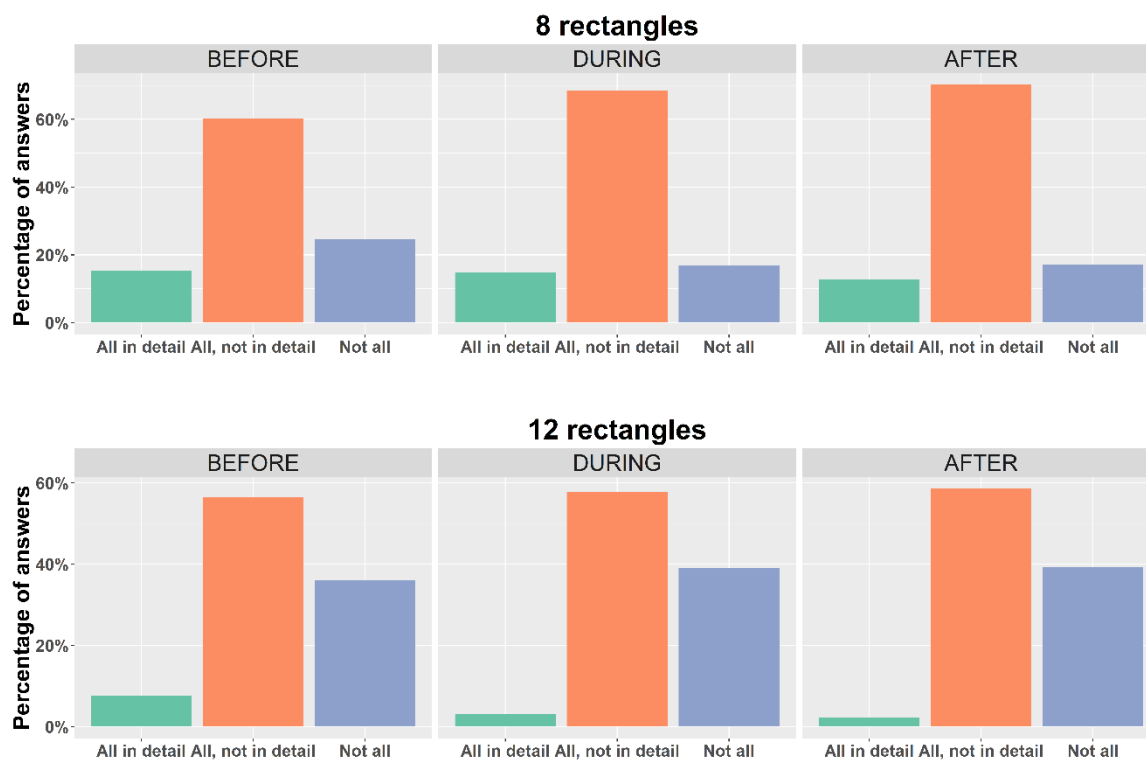 8 rectangles
BEFORE DURING AFTER
Percentage of answers
60%
40%
20%
0%
All in detail All, not in detail Not all All in detail All, not in detail Not all All in detail All, not in detail Not all
12 rectangles
BEFORE DURING AFTER
Percentage of answers
60%
40%
20%
0%
All in detail All, not in detail Not all All in detail All, not in detail Not all All in detail All, not in detail Not all